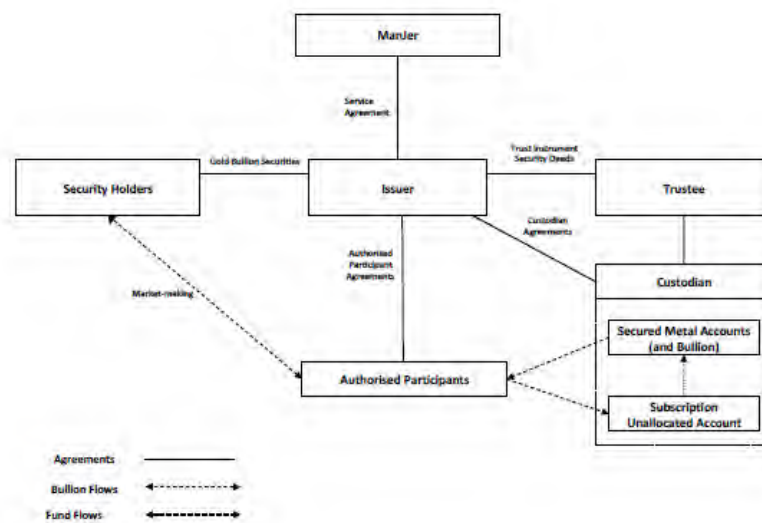 ManJer
Service
Agreement
Trust Instrument
Security Deeds
Gold Bullion Securities
Security Holders
Issuer
Trustee
Custodian
Agreements
Authorised
Participant
Agreements
Custodian
Market-making
Secured Metal Accounts
(and Bullion)
Authorised Participants
Subscription
Unallocated Account
Agreements
Bullion Flows
Fund Flows